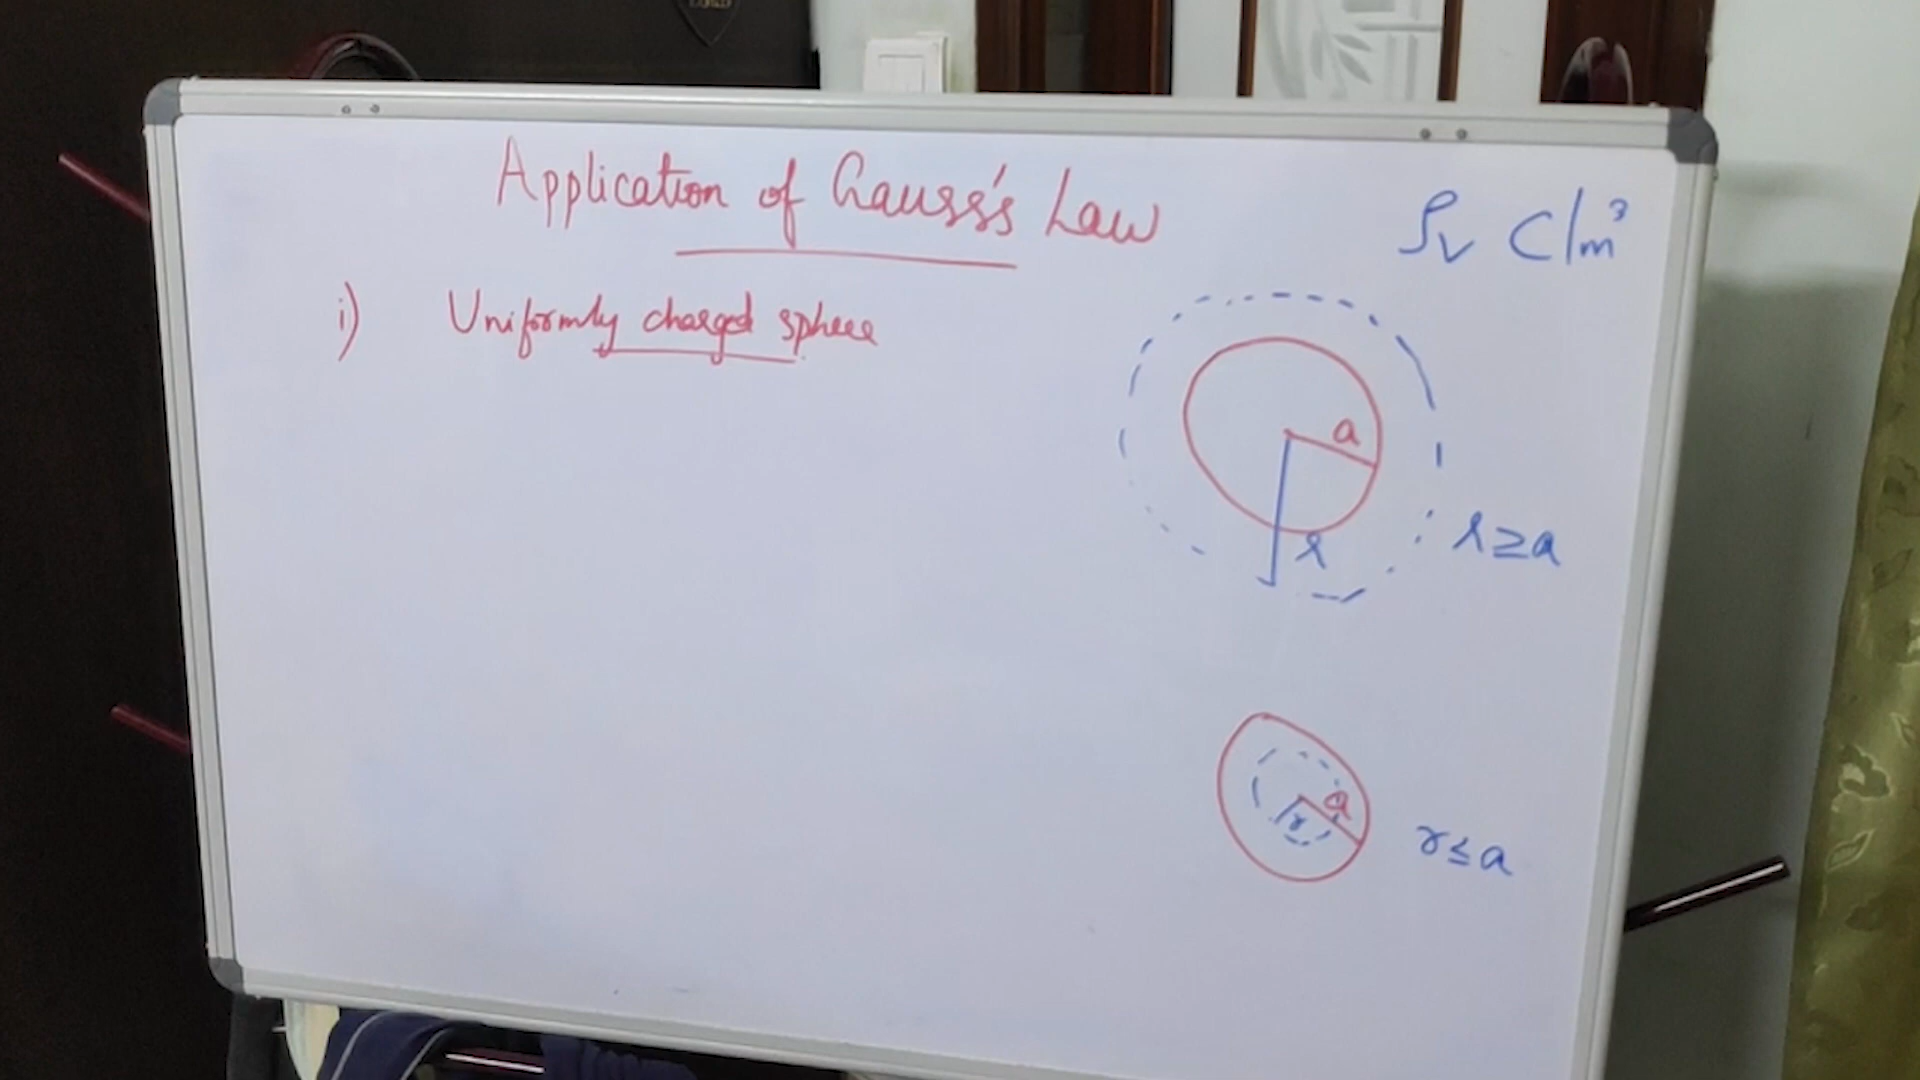 Application of Gauss's Law
ρv C/m³
i) Uniformly charged sphere
a
r
r≥a
a
r
r≤a